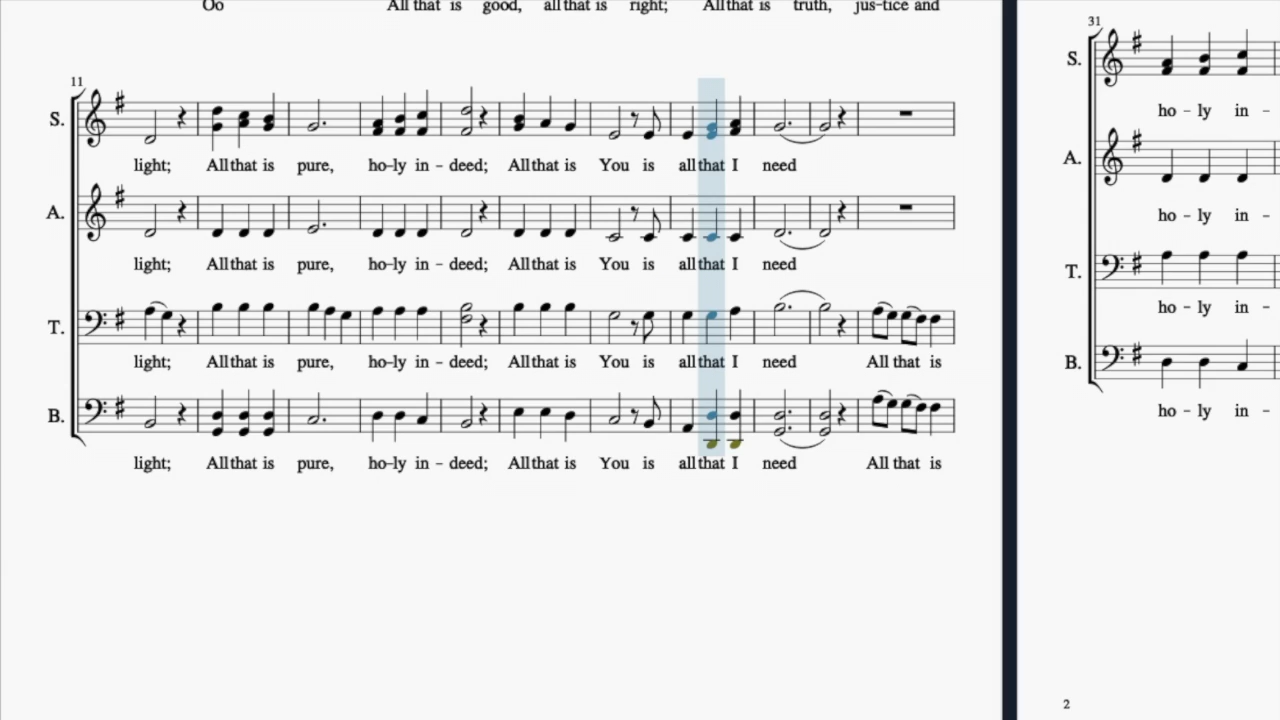 Oo All that is good, all that is right; All that is truth, jus-tice and
11
S.
light; All that is pure, ho-ly in - deed; All that is You is all that I need
A.
light; All that is pure, ho-ly in - deed; All that is You is all that I need
T.
light; All that is pure, ho-ly in - deed; All that is You is all that I need All that is
B.
light; All that is pure, ho-ly in - deed; All that is You is all that I need All that is
31
S.
ho - ly in -
A.
ho - ly in -
T.
ho - ly in -
B.
ho - ly in -
2